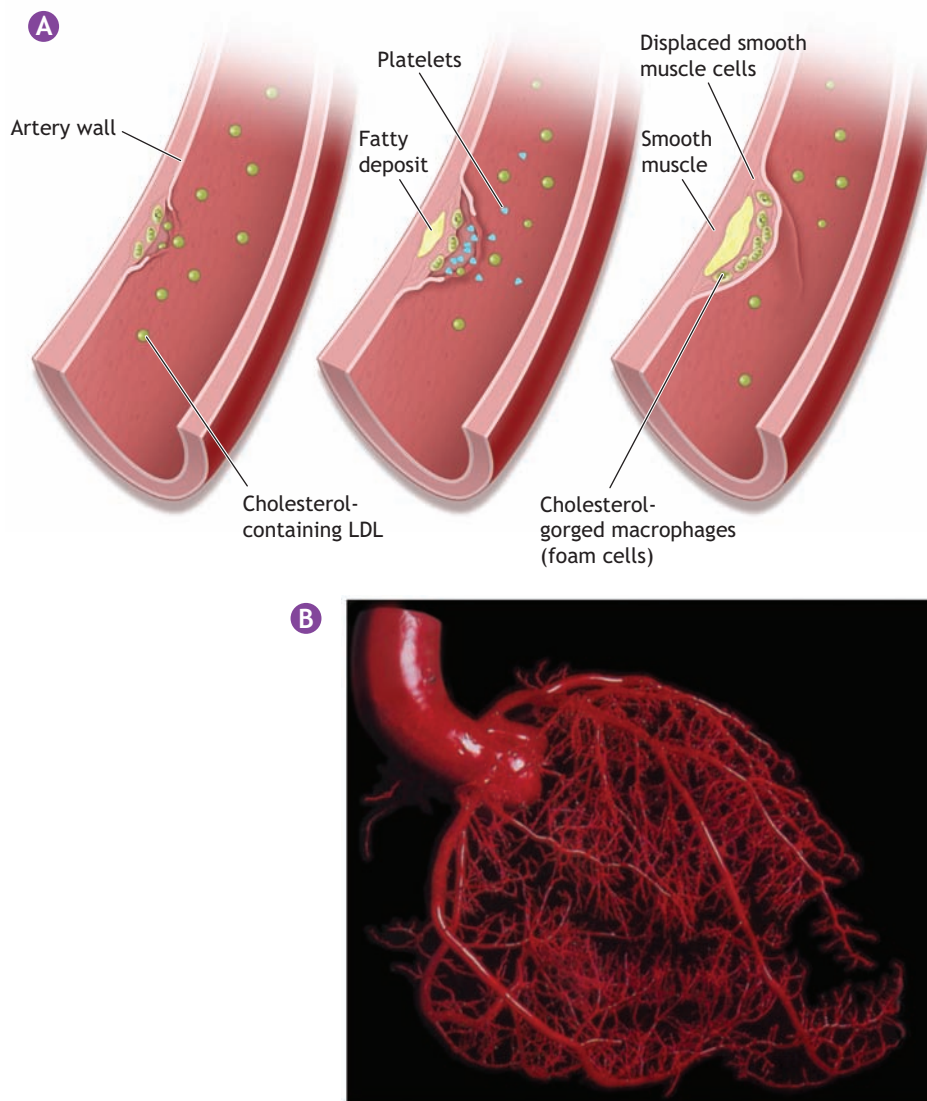 A
Platelets
Displaced smooth
muscle cells
Artery wall
Fatty
deposit
Smooth
muscle
Cholesterol-
containing LDL
Cholesterol-
gorged macrophages
(foam cells)
B